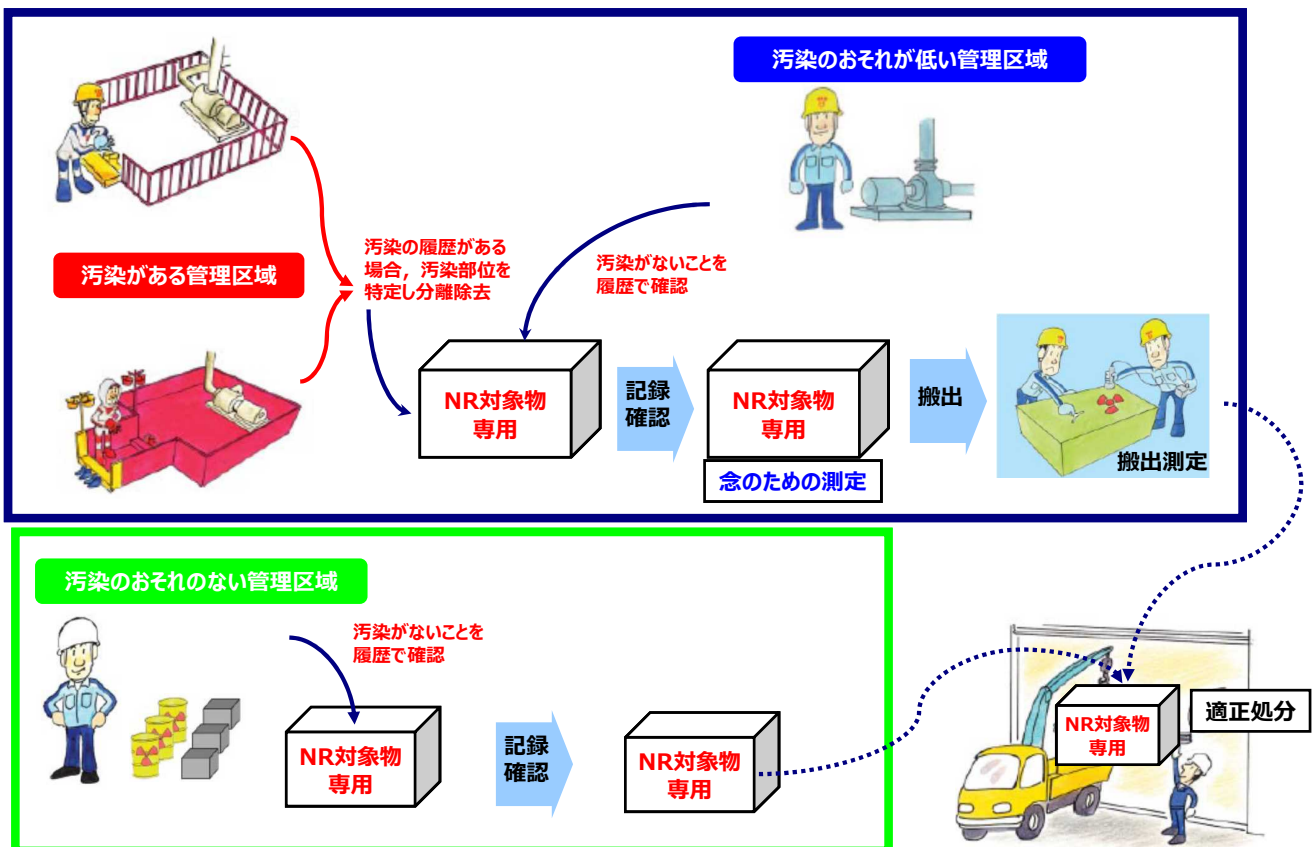 汚染のおそれが低い管理区域
汚染がある管理区域
汚染の履歴がある
場合，汚染部位を
特定し分離除去
汚染がないことを
履歴で確認
NR対象物
専用
記録
確認
NR対象物
専用
念のための測定
搬出
搬出測定
汚染のおそれのない管理区域
汚染がないことを
履歴で確認
NR対象物
専用
記録
確認
NR対象物
専用
NR対象物
専用
適正処分